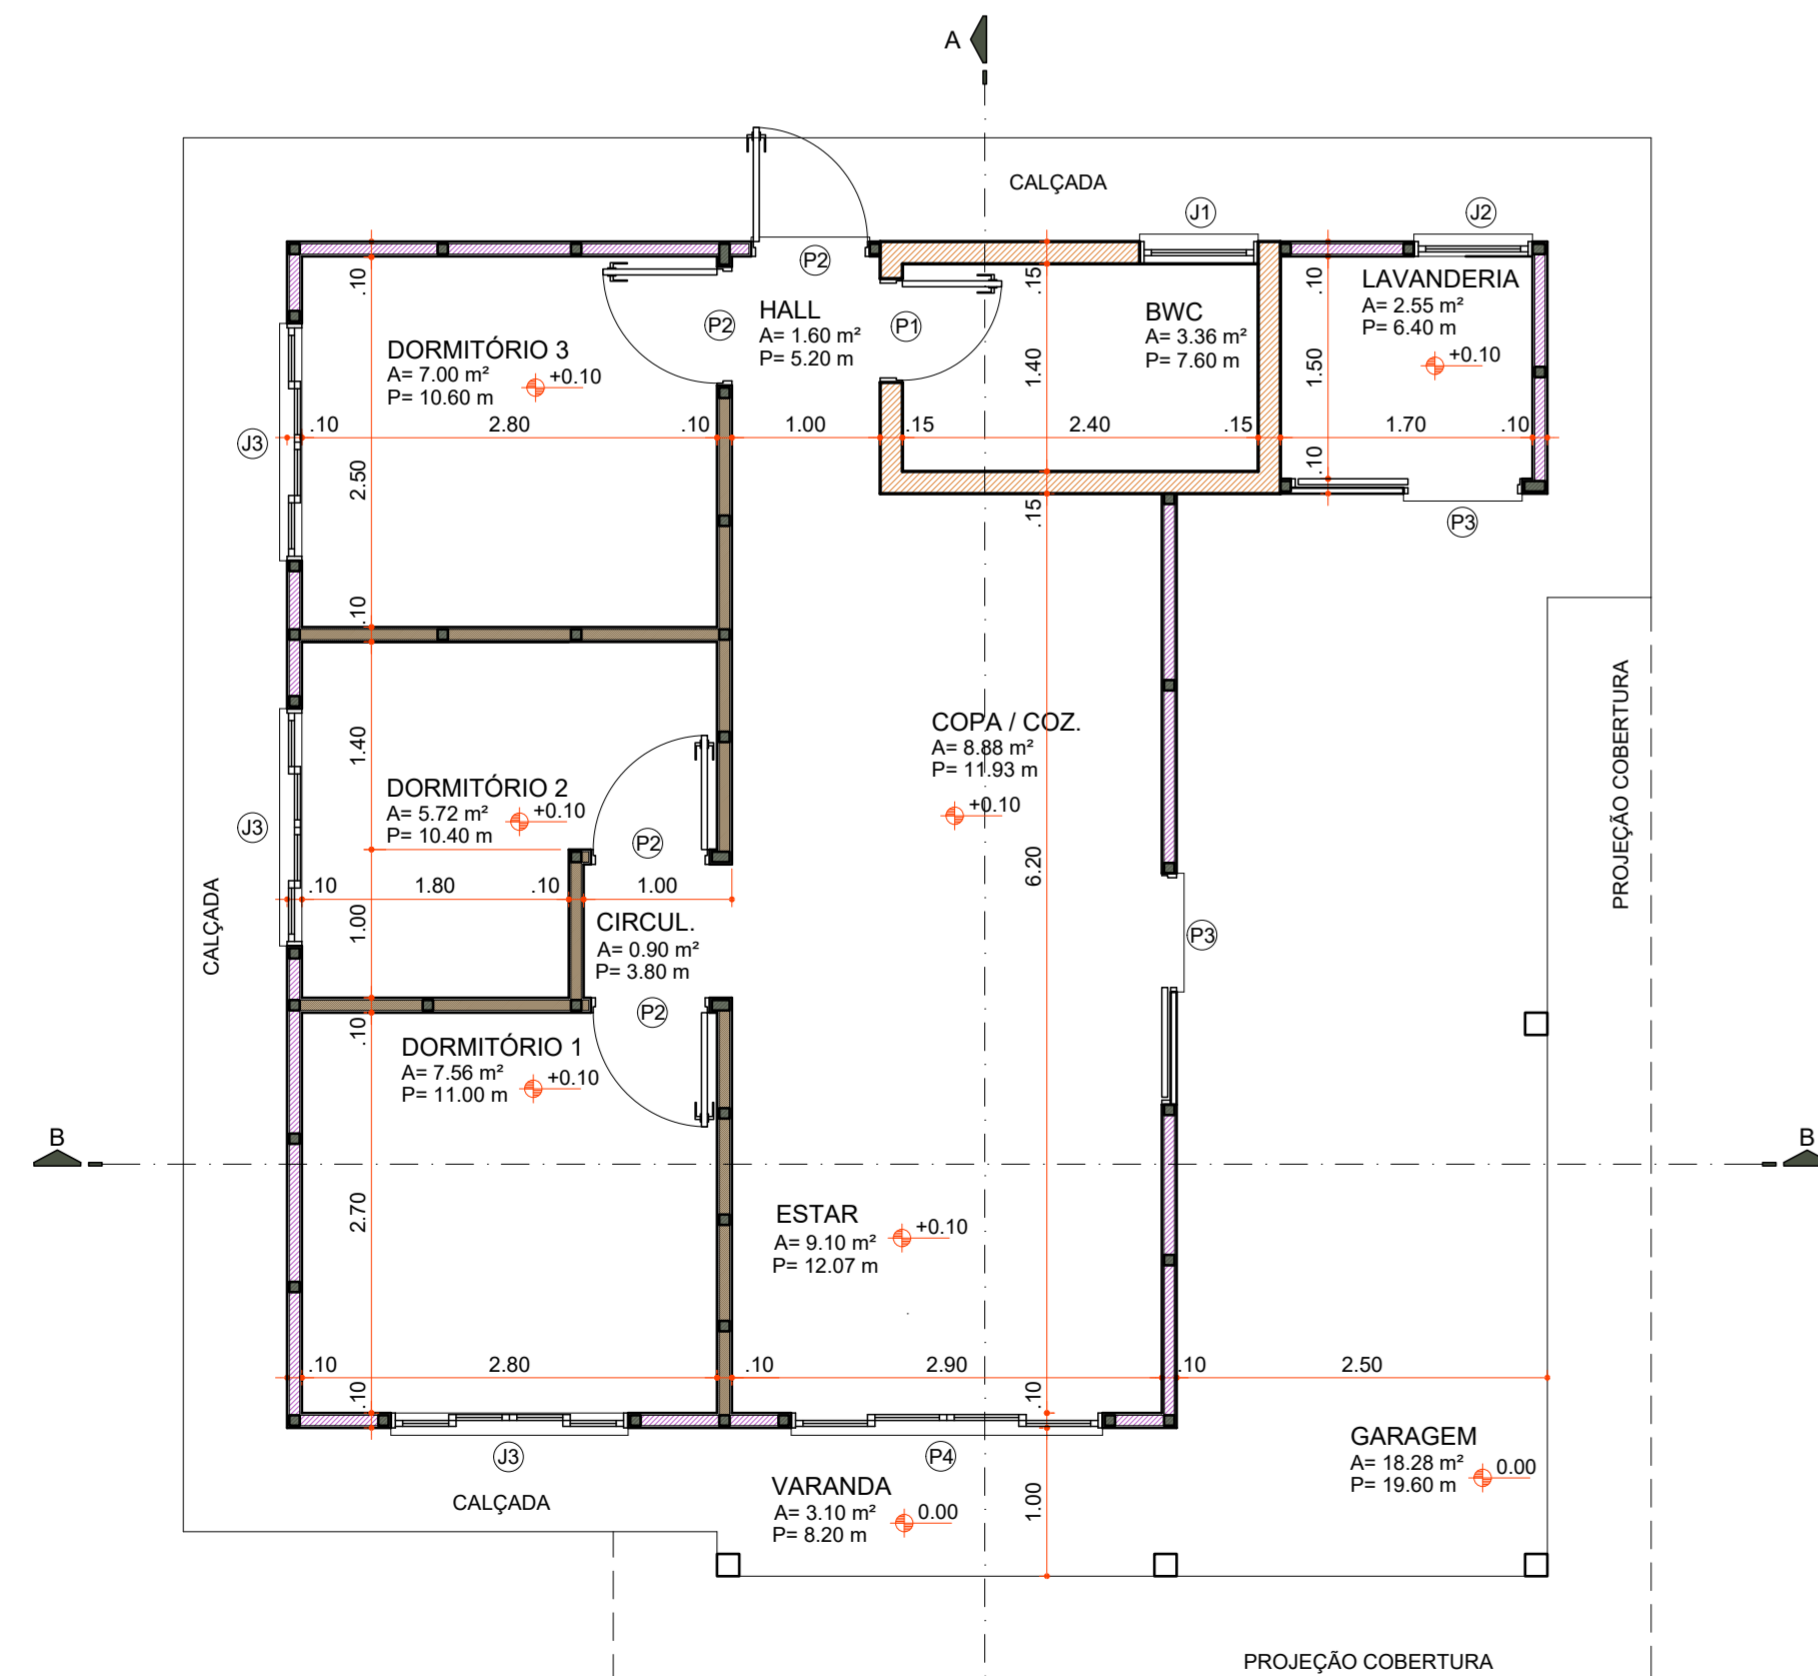 A
CALÇADA
J1
J2
P2
.10
.15
.10
LAVANDERIA
A= 2.55 m²
P= 6.40 m
+0.10
HALL
A= 1.60 m²
P= 5.20 m
P2
P1
BWC
A= 3.36 m²
P= 7.60 m
DORMITÓRIO 3
A= 7.00 m²
P= 10.60 m
+0.10
1.40
1.50
J3
.10
2.80
.10
1.00
.15
2.40
.15
1.70
.10
2.50
.10
.15
P3
.10
COPA / COZ.
A= 8.88 m²
P= 11.93 m
+0.10
PROJEÇÃO COBERTURA
1.40
DORMITÓRIO 2
A= 5.72 m²
P= 10.40 m
+0.10
J3
P2
6.20
.10
1.80
.10
1.00
CALÇADA
1.00
CIRCUL.
A= 0.90 m²
P= 3.80 m
P3
P2
.10
DORMITÓRIO 1
A= 7.56 m²
P= 11.00 m
+0.10
B
B
2.70
ESTAR
A= 9.10 m²
P= 12.07 m
+0.10
.10
2.80
.10
2.90
.10
2.50
.10
.10
J3
P4
GARAGEM
A= 18.28 m²
P= 19.60 m
0.00
CALÇADA
VARANDA
A= 3.10 m²
P= 8.20 m
0.00
1.00
PROJEÇÃO COBERTURA